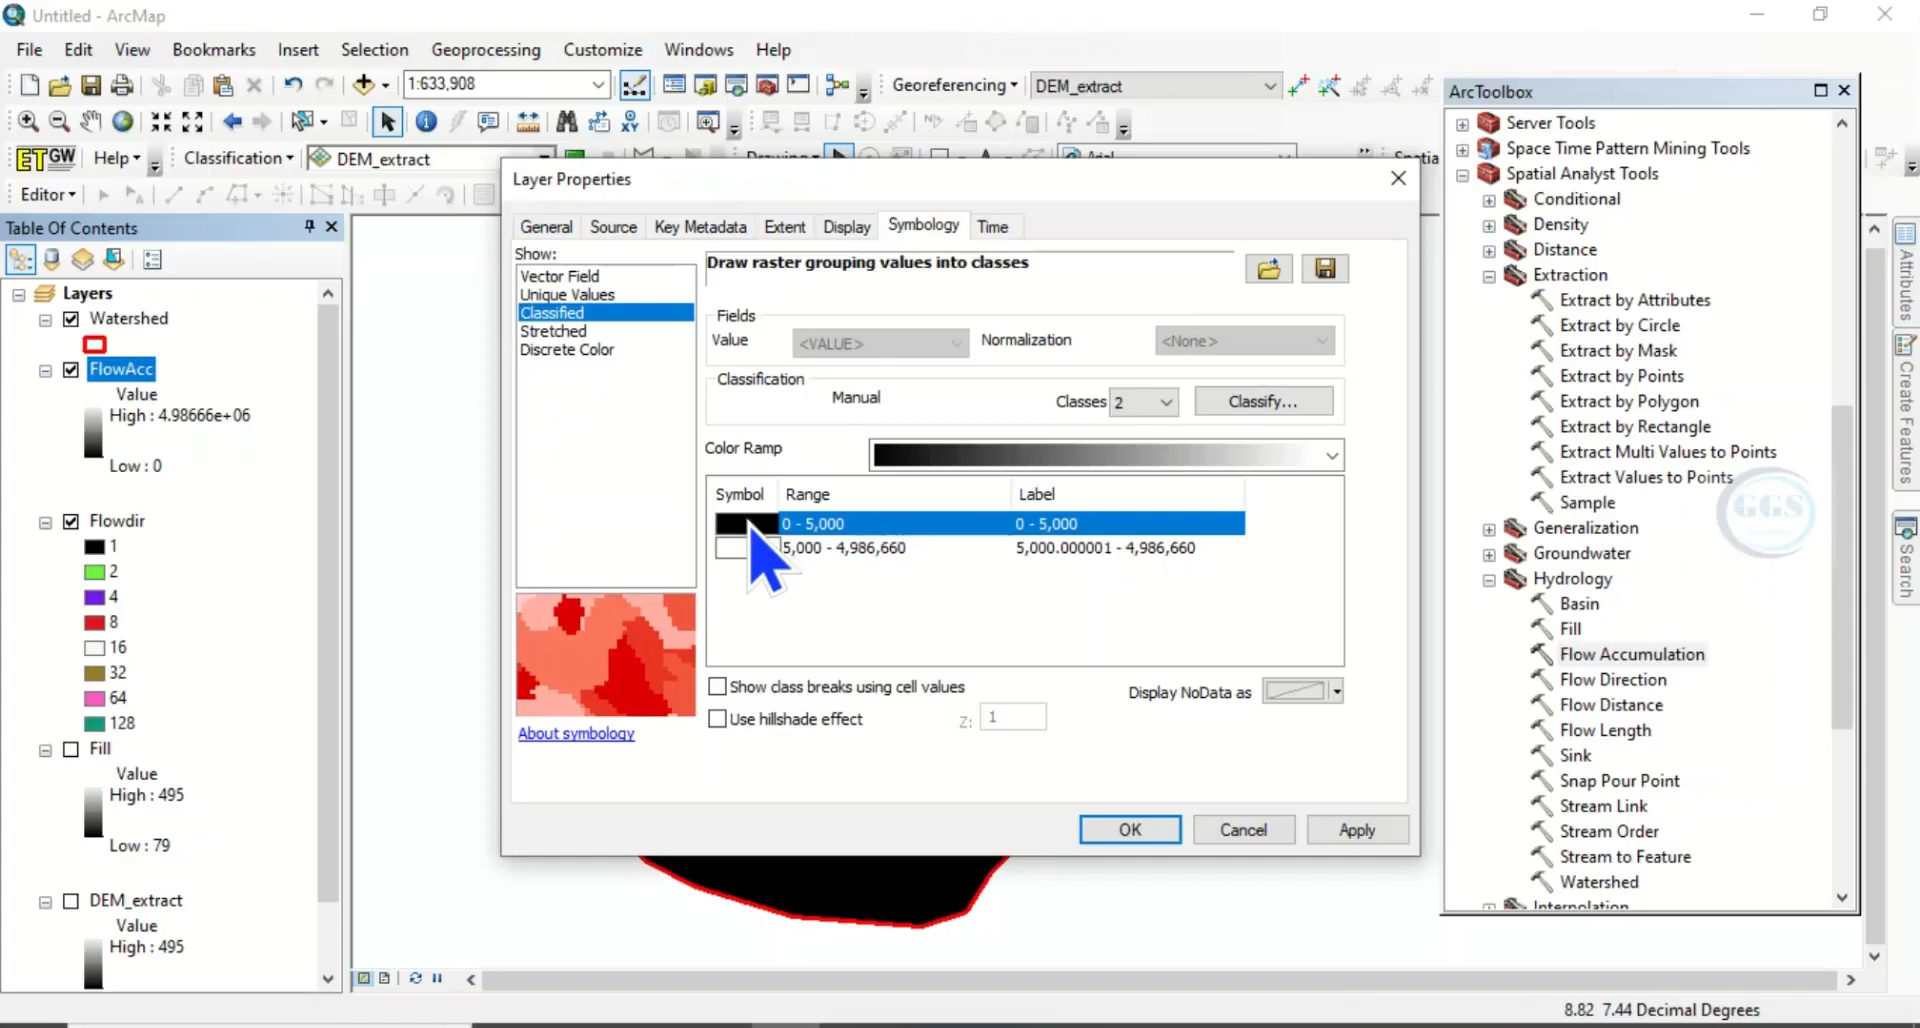 Untitled - ArcMap
File Edit View Bookmarks Insert Selection Geoprocessing Customize Windows Help
1:633,908
Georeferencing
DEM_extract
ET GW Help
Classification
DEM_extract
Editor
Table Of Contents
Layers
Watershed
FlowAcc
Value
High : 4.98666e+06
Low : 0
Flowdir
1
2
4
8
16
32
64
128
Fill
Value
High : 495
Low : 79
DEM_extract
Value
High : 495
Layer Properties
General Source Key Metadata Extent Display Symbology Time
Show:
Vector Field
Unique Values
Classified
Stretched
Discrete Color
About symbology
Draw raster grouping values into classes
Fields
Value <VALUE> Normalization <None>
Classification
Manual Classes 2 Classify...
Color Ramp
Symbol Range Label
0 - 5,000 0 - 5,000
5,000 - 4,986,660 5,000.000001 - 4,986,660
Show class breaks using cell values
Display NoData as
Use hillshade effect Z: 1
OK Cancel Apply
ArcToolbox
Server Tools
Space Time Pattern Mining Tools
Spatial Analyst Tools
Conditional
Density
Distance
Extraction
Extract by Attributes
Extract by Circle
Extract by Mask
Extract by Points
Extract by Polygon
Extract by Rectangle
Extract Multi Values to Points
Extract Values to Points
Sample
Generalization
Groundwater
Hydrology
Basin
Fill
Flow Accumulation
Flow Direction
Flow Distance
Flow Length
Sink
Snap Pour Point
Stream Link
Stream Order
Stream to Feature
Watershed
Interpolation
GGS
Attributes
Create Features
Search
8.82 7.44 Decimal Degrees